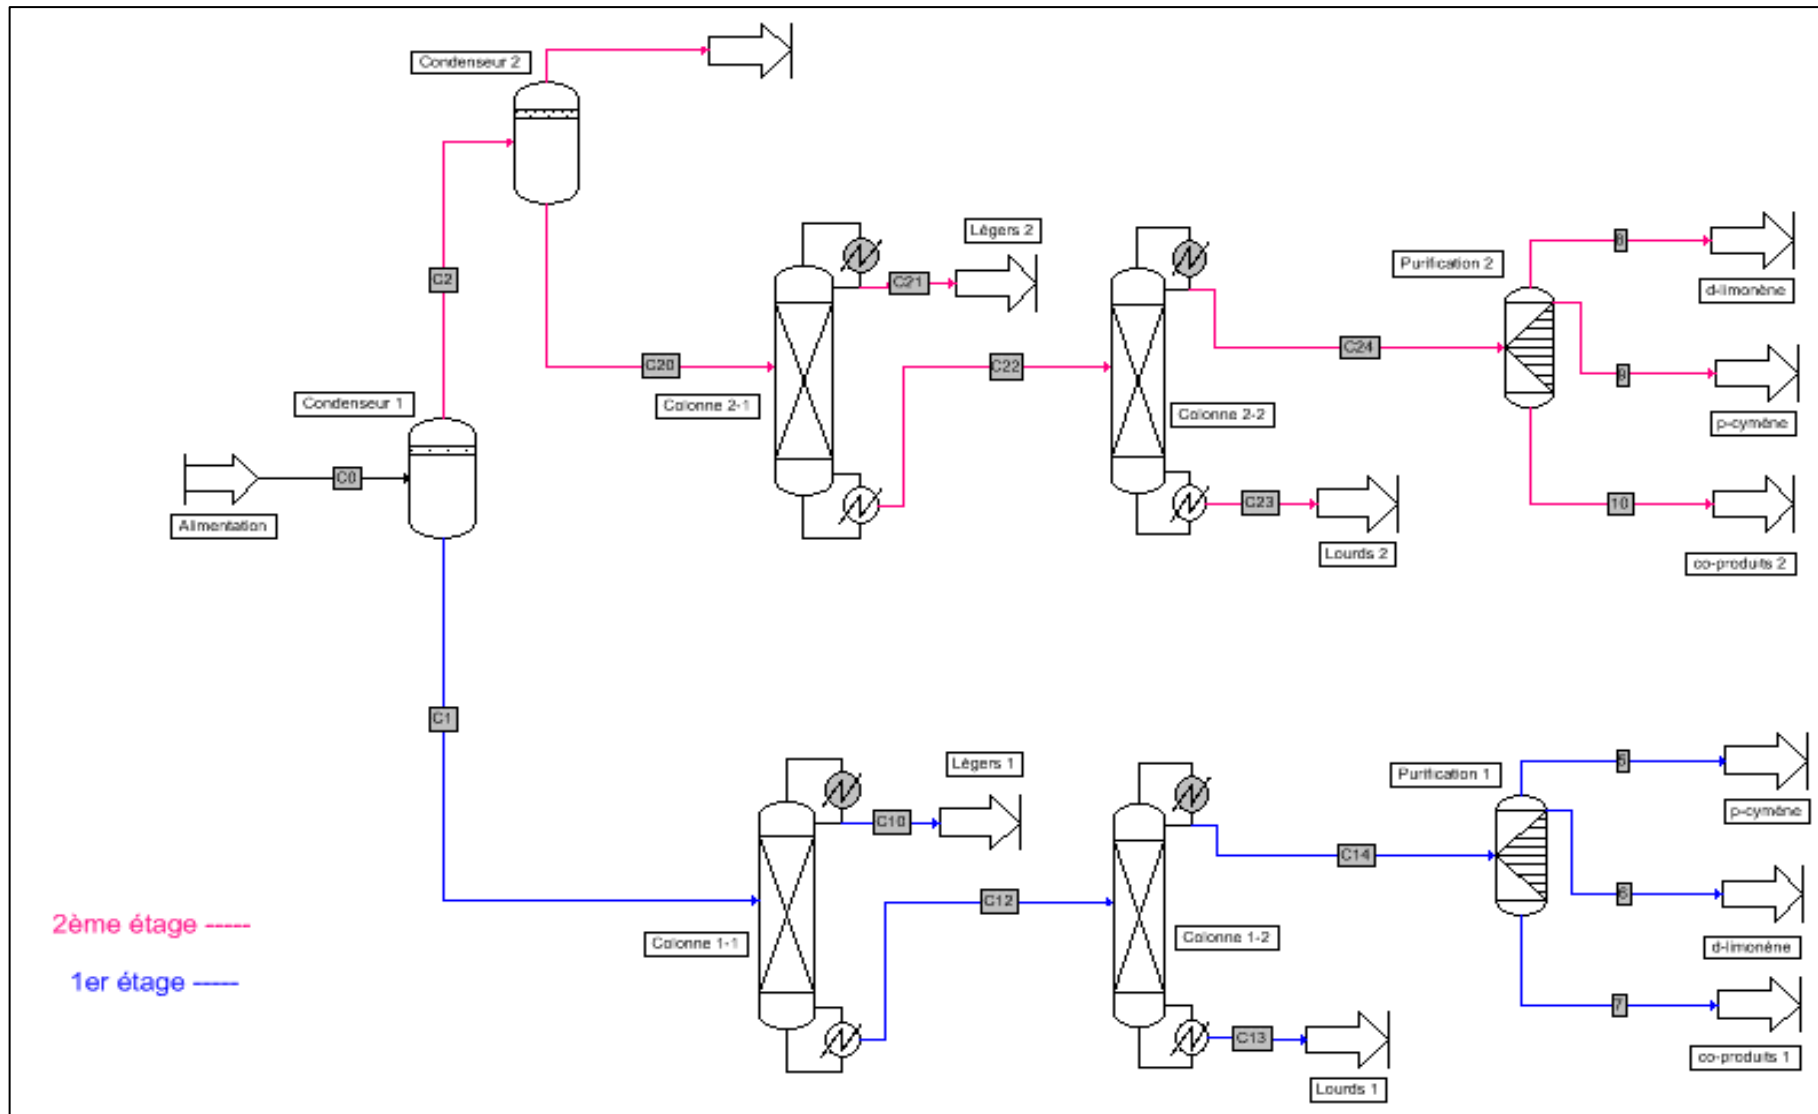 Condenseur 2
C2
Légers 2
C21
Purification 2
8
d-limonène
C20
C22
C24
9
Condenseur 1
Colonne 2-1
Colonne 2-2
p-cymène
C0
Alimentation
C23
10
Lourds 2
co-produits 2
C1
Légers 1
Purification 1
5
p-cymène
C10
C14
C12
6
2ème étage -----
Colonne 1-1
Colonne 1-2
d-limonène
1er étage -----
7
C13
co-produits 1
Lourds 1